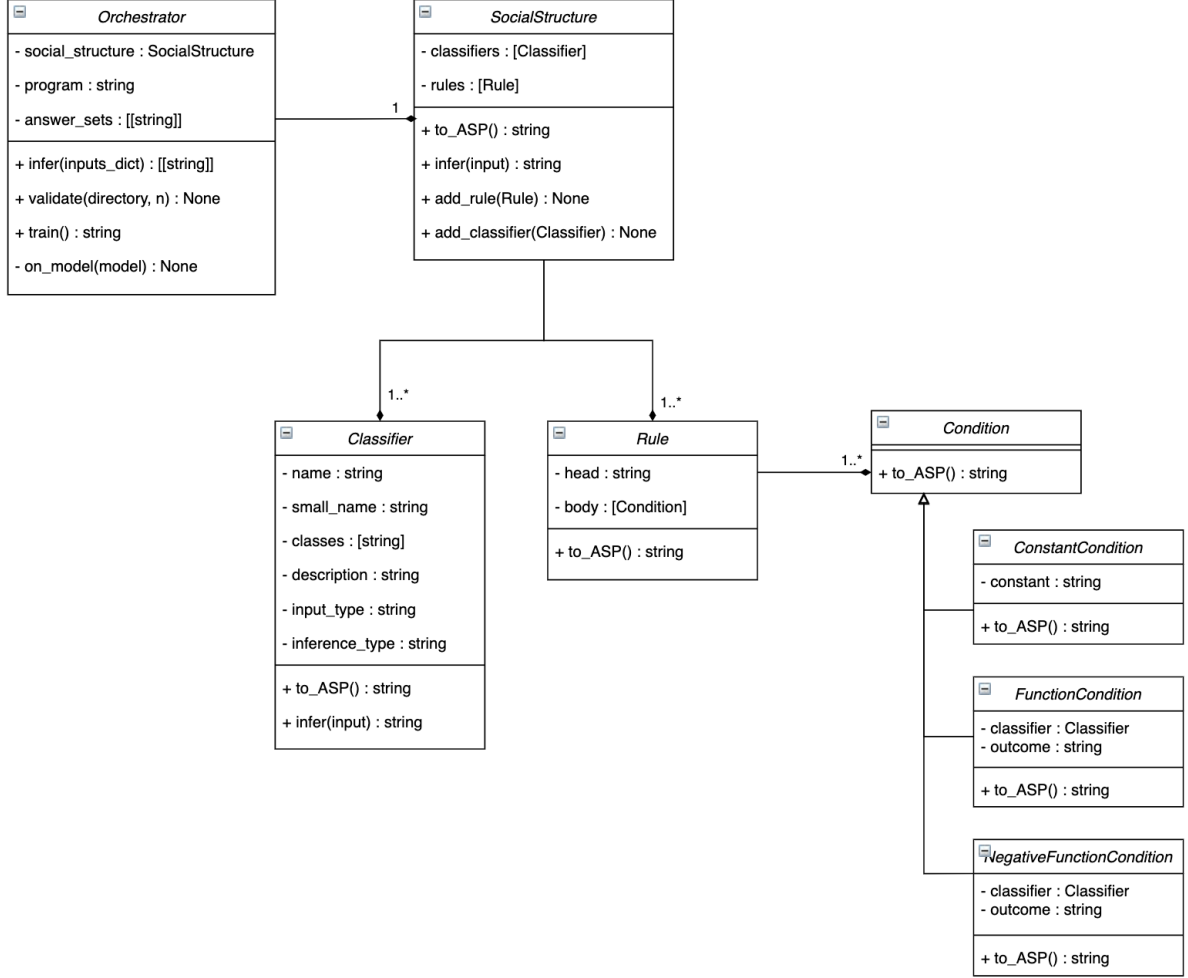 Orchestrator
- social_structure : SocialStructure
- program : string
- answer_sets : [[string]]
+ infer(inputs_dict) : [[string]]
+ validate(directory, n) : None
+ train() : string
- on_model(model) : None
1
SocialStructure
- classifiers : [Classifier]
- rules : [Rule]
+ to_ASP() : string
+ infer(input) : string
+ add_rule(Rule) : None
+ add_classifier(Classifier) : None
1..*
1..*
Classifier
- name : string
- small_name : string
- classes : [string]
- description : string
- input_type : string
- inference_type : string
+ to_ASP() : string
+ infer(input) : string
Rule
- head : string
- body : [Condition]
+ to_ASP() : string
1..*
Condition
+ to_ASP() : string
ConstantCondition
- constant : string
+ to_ASP() : string
FunctionCondition
- classifier : Classifier
- outcome : string
+ to_ASP() : string
NegativeFunctionCondition
- classifier : Classifier
- outcome : string
+ to_ASP() : string